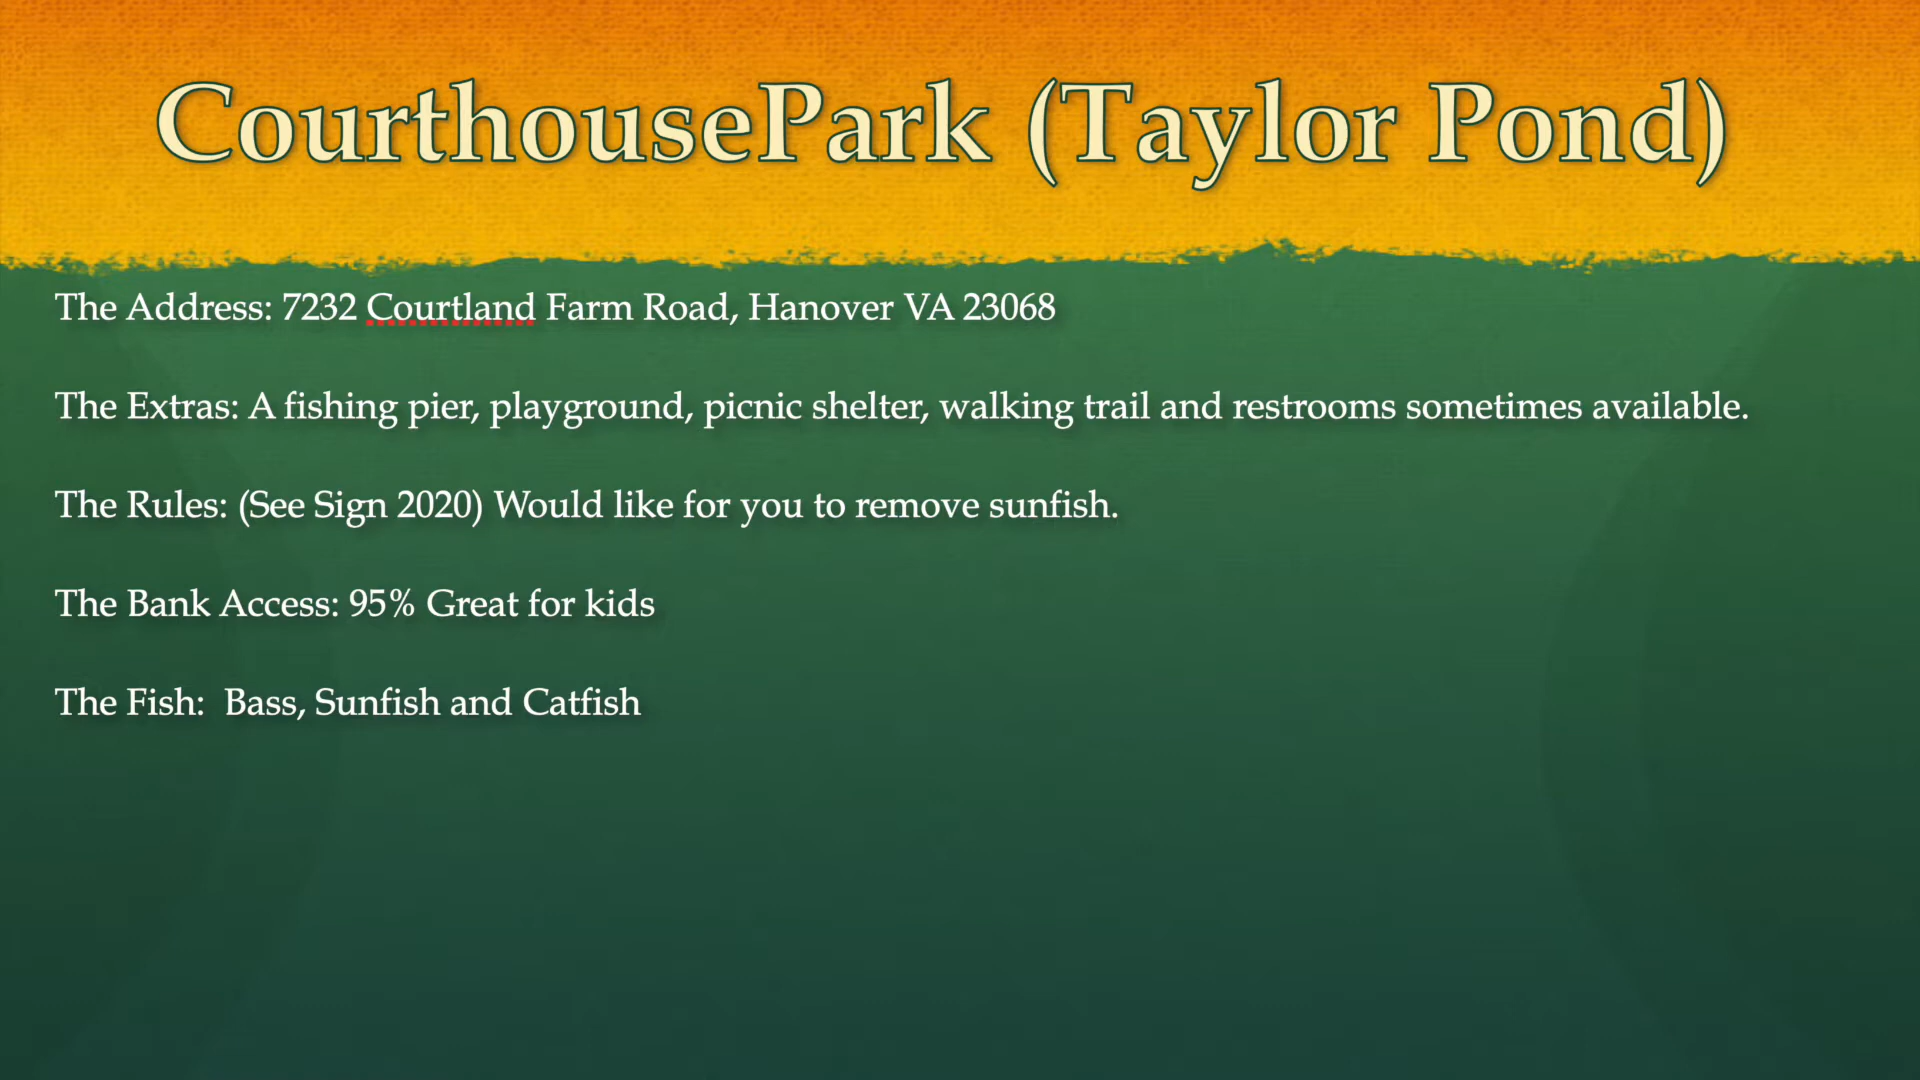 CourthousePark (Taylor Pond)
The Address: 7232 Courtland Farm Road, Hanover VA 23068
The Extras: A fishing pier, playground, picnic shelter, walking trail and restrooms sometimes available.
The Rules: (See Sign 2020) Would like for you to remove sunfish.
The Bank Access: 95% Great for kids
The Fish:  Bass, Sunfish and Catfish